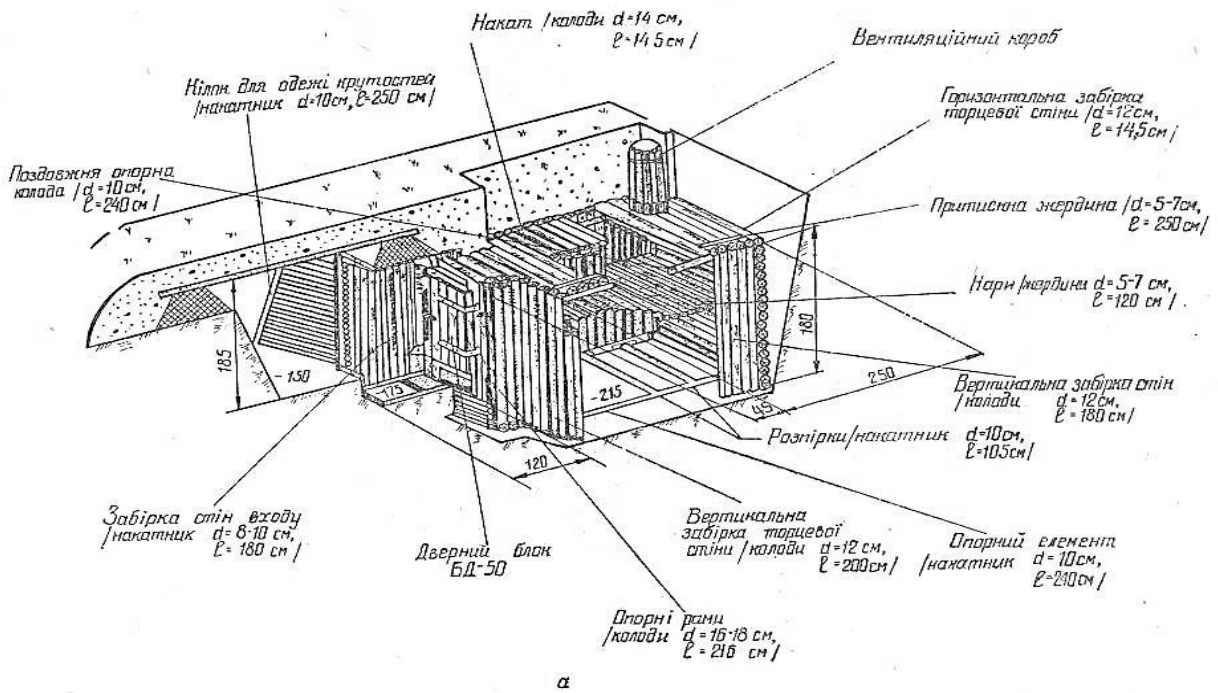 Накат /колоди d=14 см,
ℓ=14,5 см/
Вентиляційний короб
Кілок для одежі крутостей
/накатник d=10см, ℓ=250 см/
Горизонтальна забірка
торцевої стіни /d=12см,
ℓ=14,5см/
Поздовжня опорна
колода /d=10см,
ℓ=240см/
Притискна жердина /d=5-7см,
ℓ=250 см/
Нари /жердини d=5-7 см,
ℓ=120 см/
180
185
-150
-175
-215
250
45
120
Вертикальна забірка стін
/колоди d=12см,
ℓ=180см/
Розпірки/накатник d=10см,
ℓ=105см/
Забірка стін входу
/накатник d=8-10 см,
ℓ=180 см/
Дверний блок
БД-50
Вертикальна
забірка торцевої
стіни /колоди d=12 см,
ℓ=200см/
Опорний елемент
/накатник d=10см,
ℓ=240см/
Опорні рами
/колоди d=16-18 см,
ℓ=216 см/
а